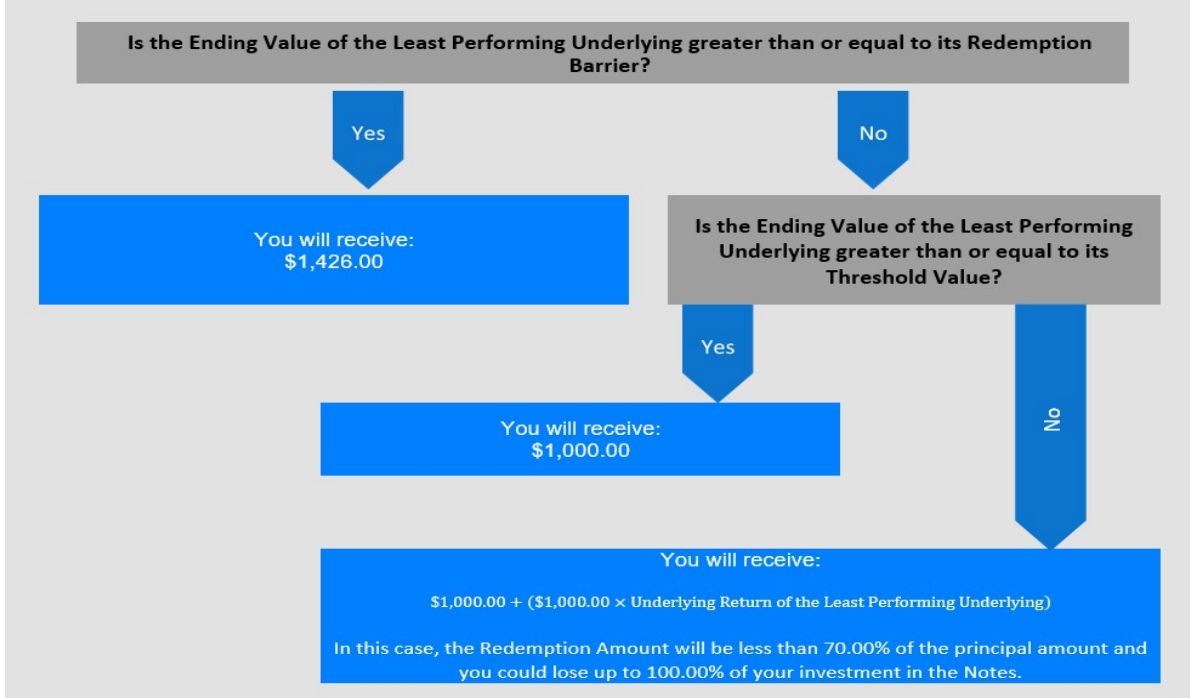 Is the Ending Value of the Least Performing Underlying greater than or equal to its Redemption
Barrier?
Yes
No
You will receive:
$1,426.00
Is the Ending Value of the Least Performing
Underlying greater than or equal to its
Threshold Value?
Yes
No
You will receive:
$1,000.00
You will receive:
$1,000.00 + ($1,000.00 × Underlying Return of the Least Performing Underlying)
In this case, the Redemption Amount will be less than 70.00% of the principal amount and
you could lose up to 100.00% of your investment in the Notes.